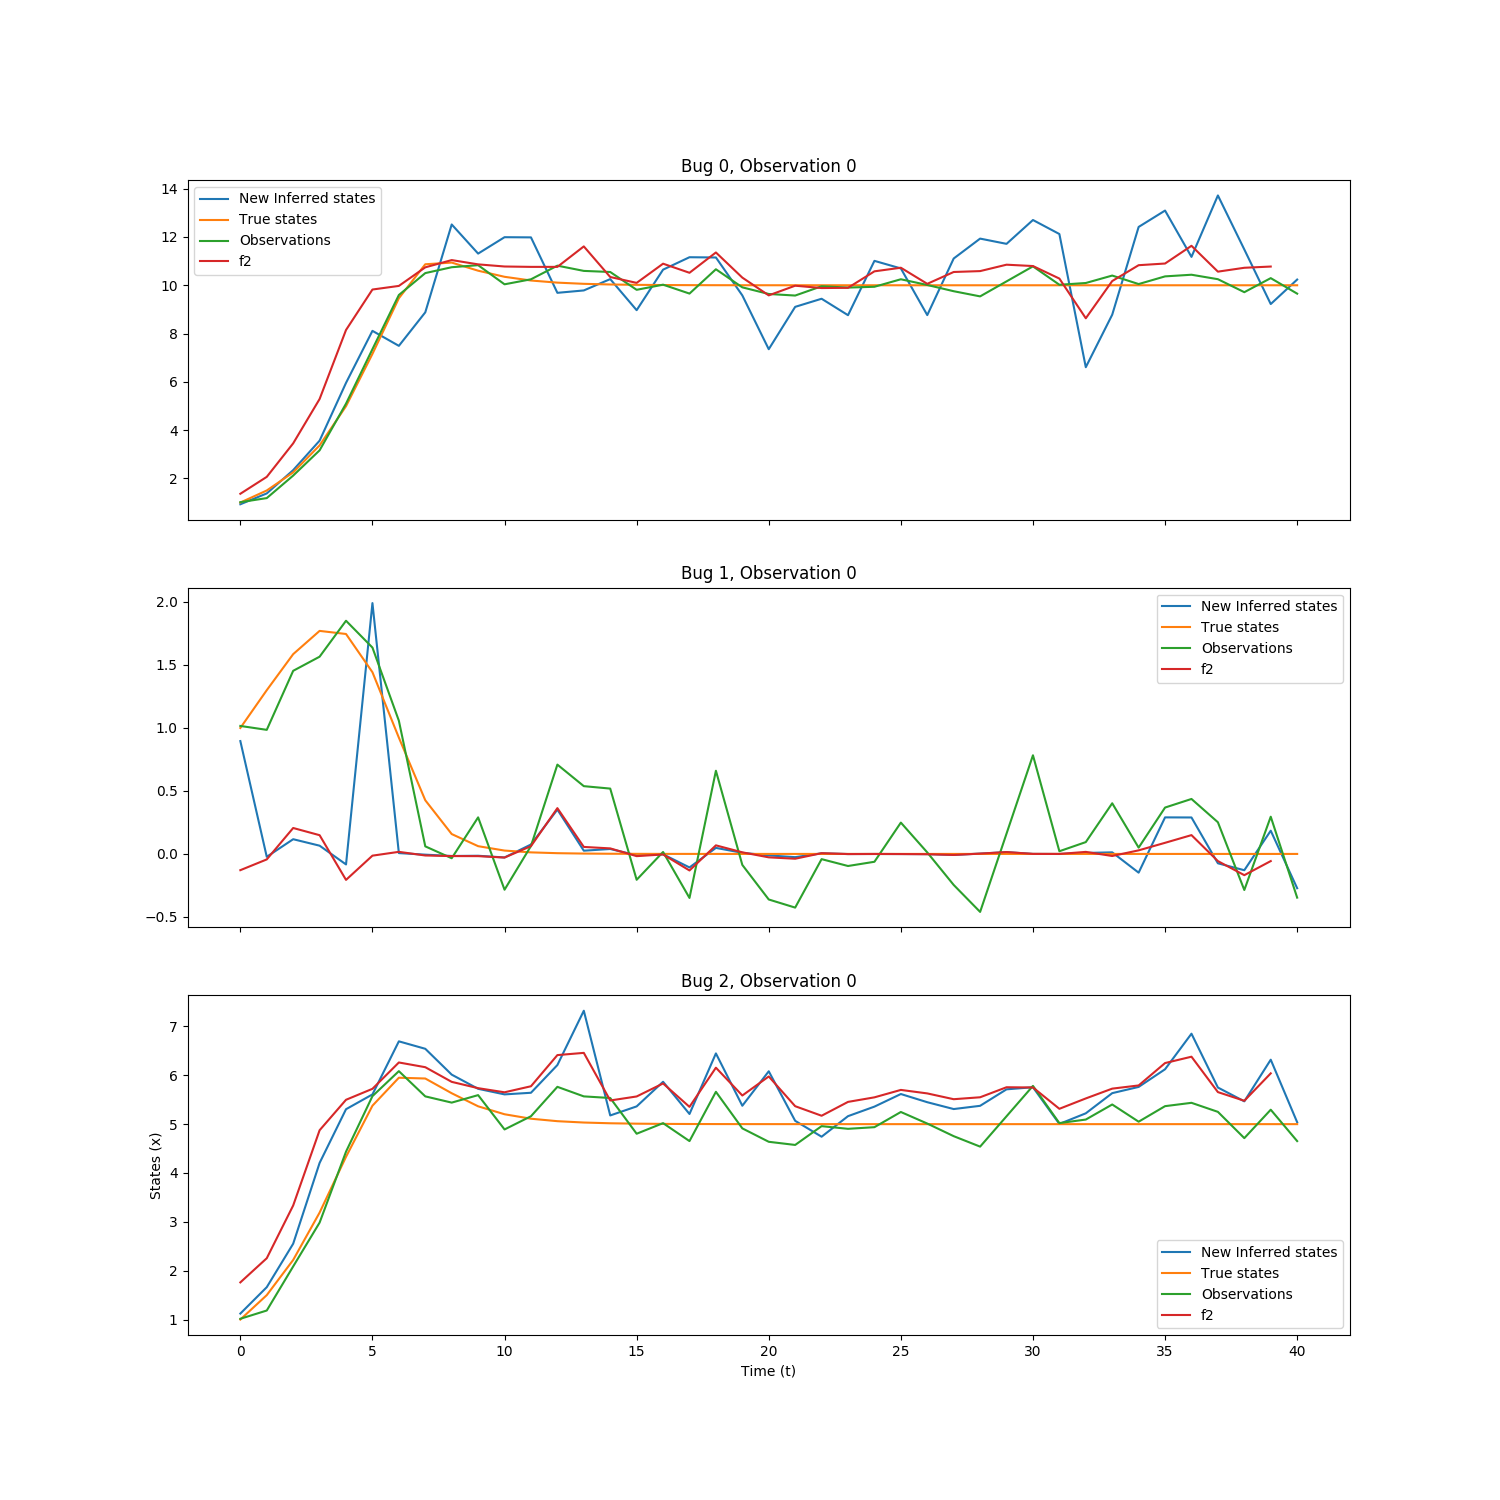 Bug 0, Observation 0
14
12
10
8
6
4
2
New Inferred states
True states
Observations
f2
Bug 1, Observation 0
2.0
1.5
1.0
0.5
0.0
−0.5
New Inferred states
True states
Observations
f2
Bug 2, Observation 0
States (x)
7
6
5
4
3
2
1
New Inferred states
True states
Observations
f2
0 5 10 15 20 25 30 35 40
Time (t)